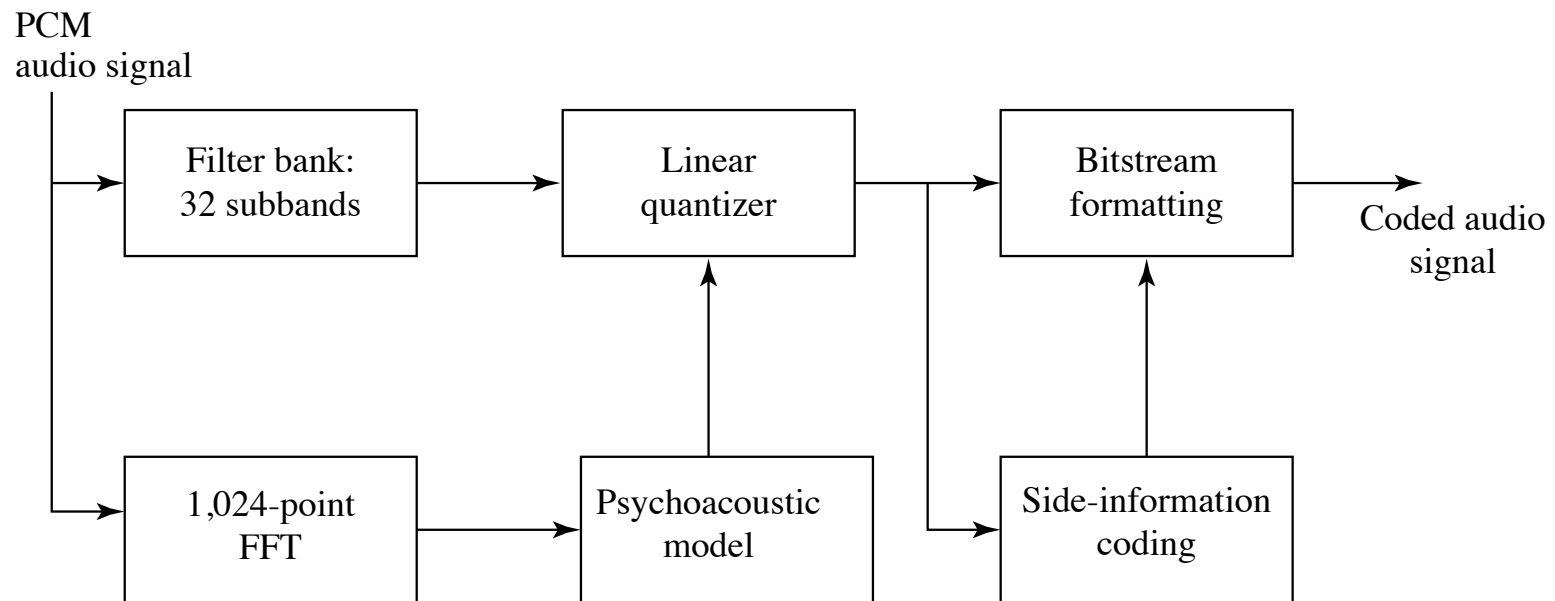 PCM
audio signal
Filter bank:
32 subbands
Linear
quantizer
Bitstream
formatting
Coded audio
signal
1,024-point
FFT
Psychoacoustic
model
Side-information
coding